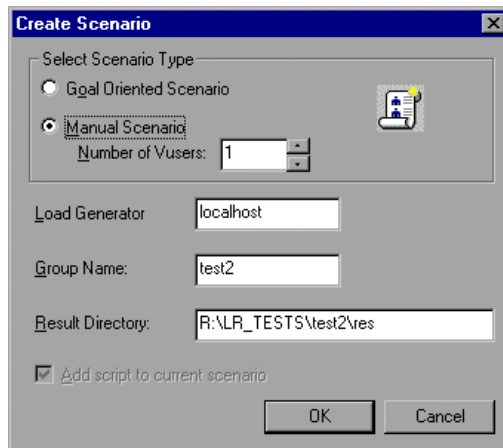 Create Scenario
Select Scenario Type
Goal Oriented Scenario
Manual Scenario
Number of Vusers: 1
Load Generator localhost
Group Name: test2
Result Directory: R:\LR_TESTS\test2\res
Add script to current scenario
OK Cancel